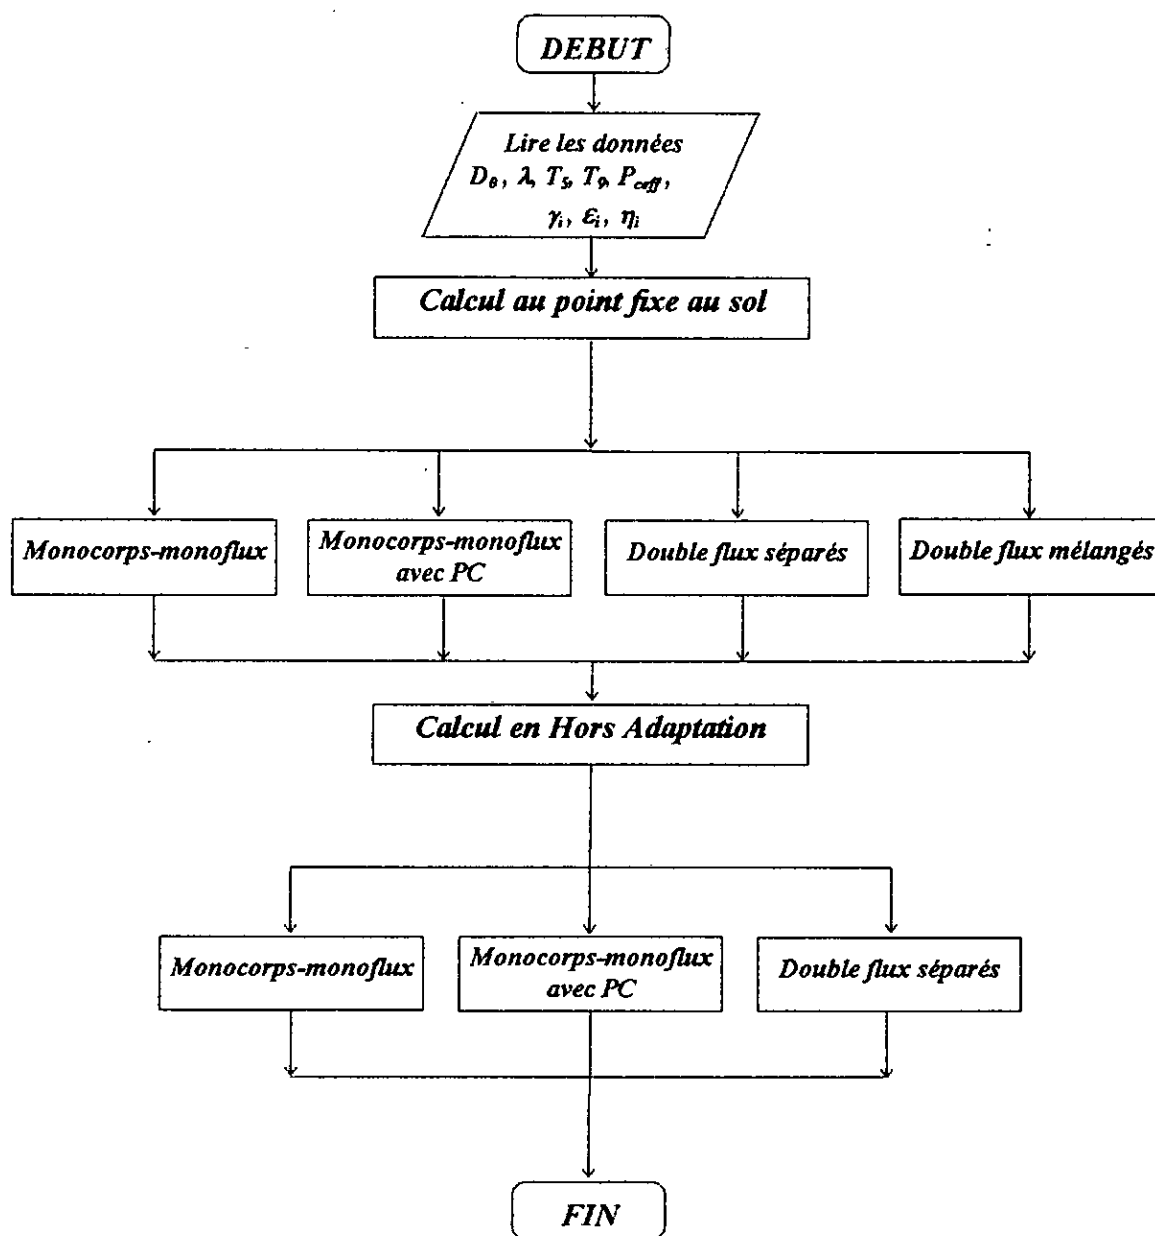 DEBUT
Lire les données
D₀, λ, T₅, T₉, P_ceff,
γᵢ, εᵢ, ηᵢ
Calcul au point fixe au sol
Monocorps-monoflux
Monocorps-monoflux
avec PC
Double flux séparés
Double flux mélangés
Calcul en Hors Adaptation
Monocorps-monoflux
Monocorps-monoflux
avec PC
Double flux séparés
FIN